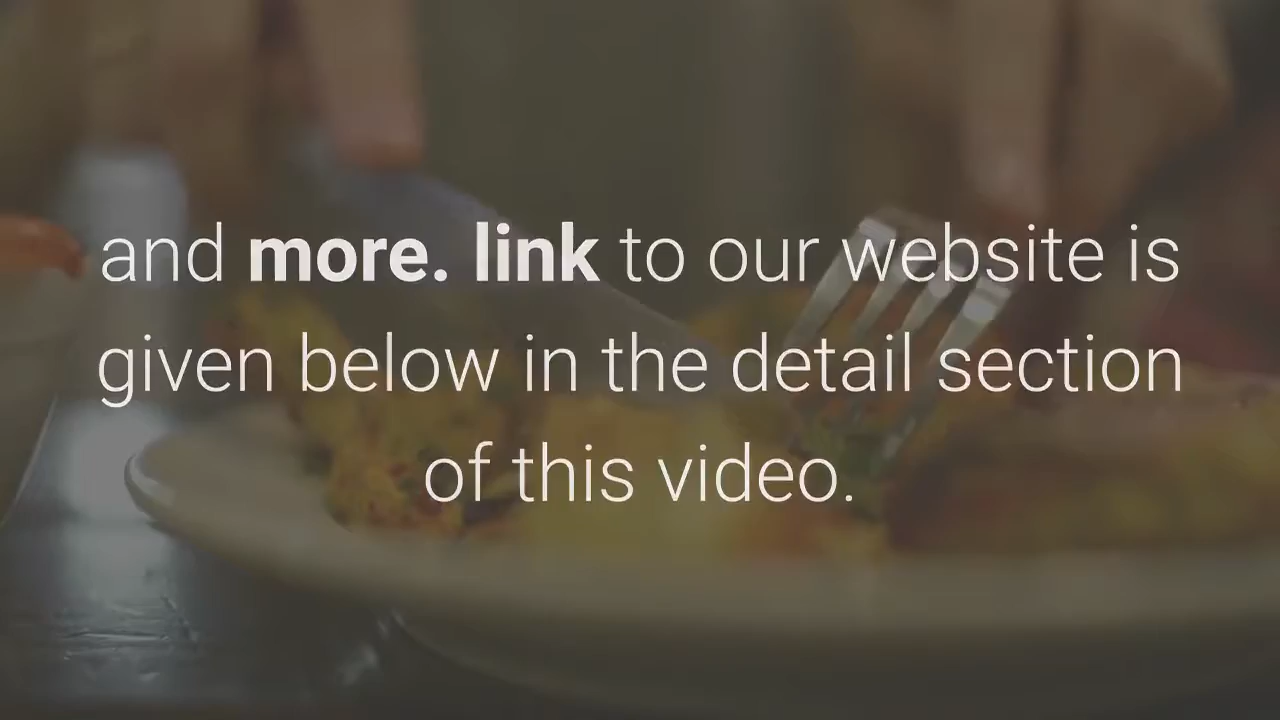 and more. link to our website is
given below in the detail section
of this video.